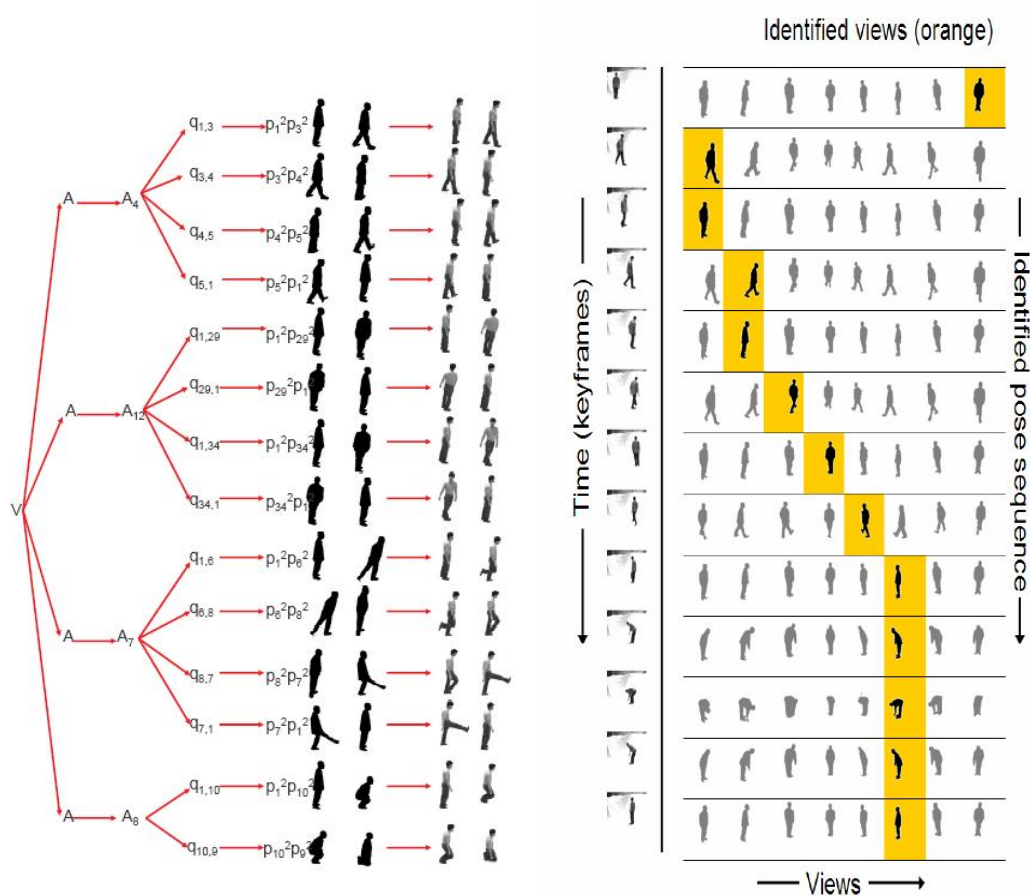 Identified views (orange)
V
A
A4
q1,3
p1²p3²
q3,4
p3²p4²
q4,5
p4²p5²
q5,1
p5²p1²
A
A12
q1,29
p1²p29²
q29,1
p29²p1²
q1,34
p1²p34²
q34,1
p34²p1²
A
A7
q1,6
p1²p6²
q6,8
p6²p8²
q8,7
p8²p7²
q7,1
p7²p1²
A
A8
q1,10
p1²p10²
q10,9
p10²p9²
Time (keyframes)
Identified pose sequence
Views